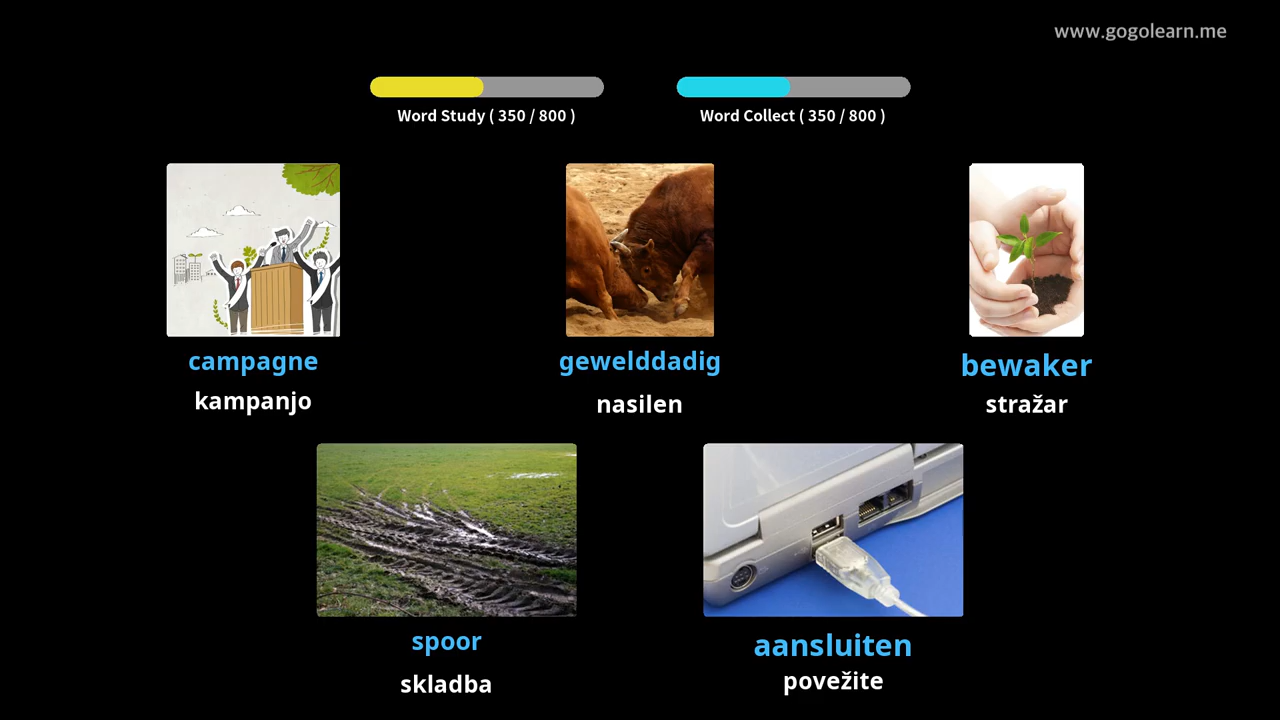 www.gogolearn.me
Word Study ( 350 / 800 )
Word Collect ( 350 / 800 )
campagne
kampanjo
gewelddadig
nasilen
bewaker
stražar
spoor
skladba
aansluiten
povežite